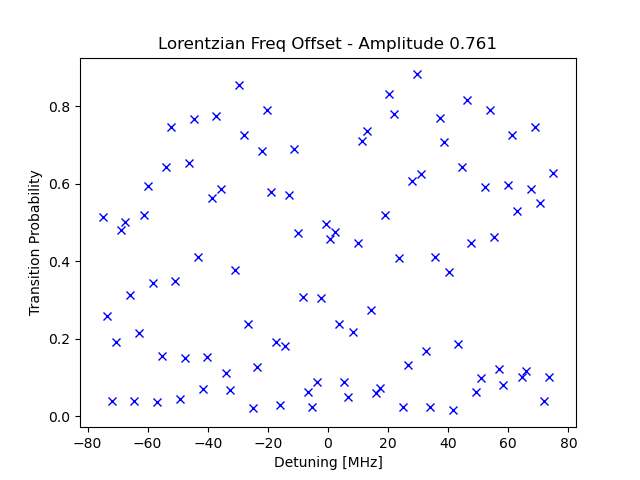 Lorentzian Freq Offset - Amplitude 0.761
Transition Probability
0.8
0.6
0.4
0.2
0.0
−80 −60 −40 −20 0 20 40 60 80
Detuning [MHz]